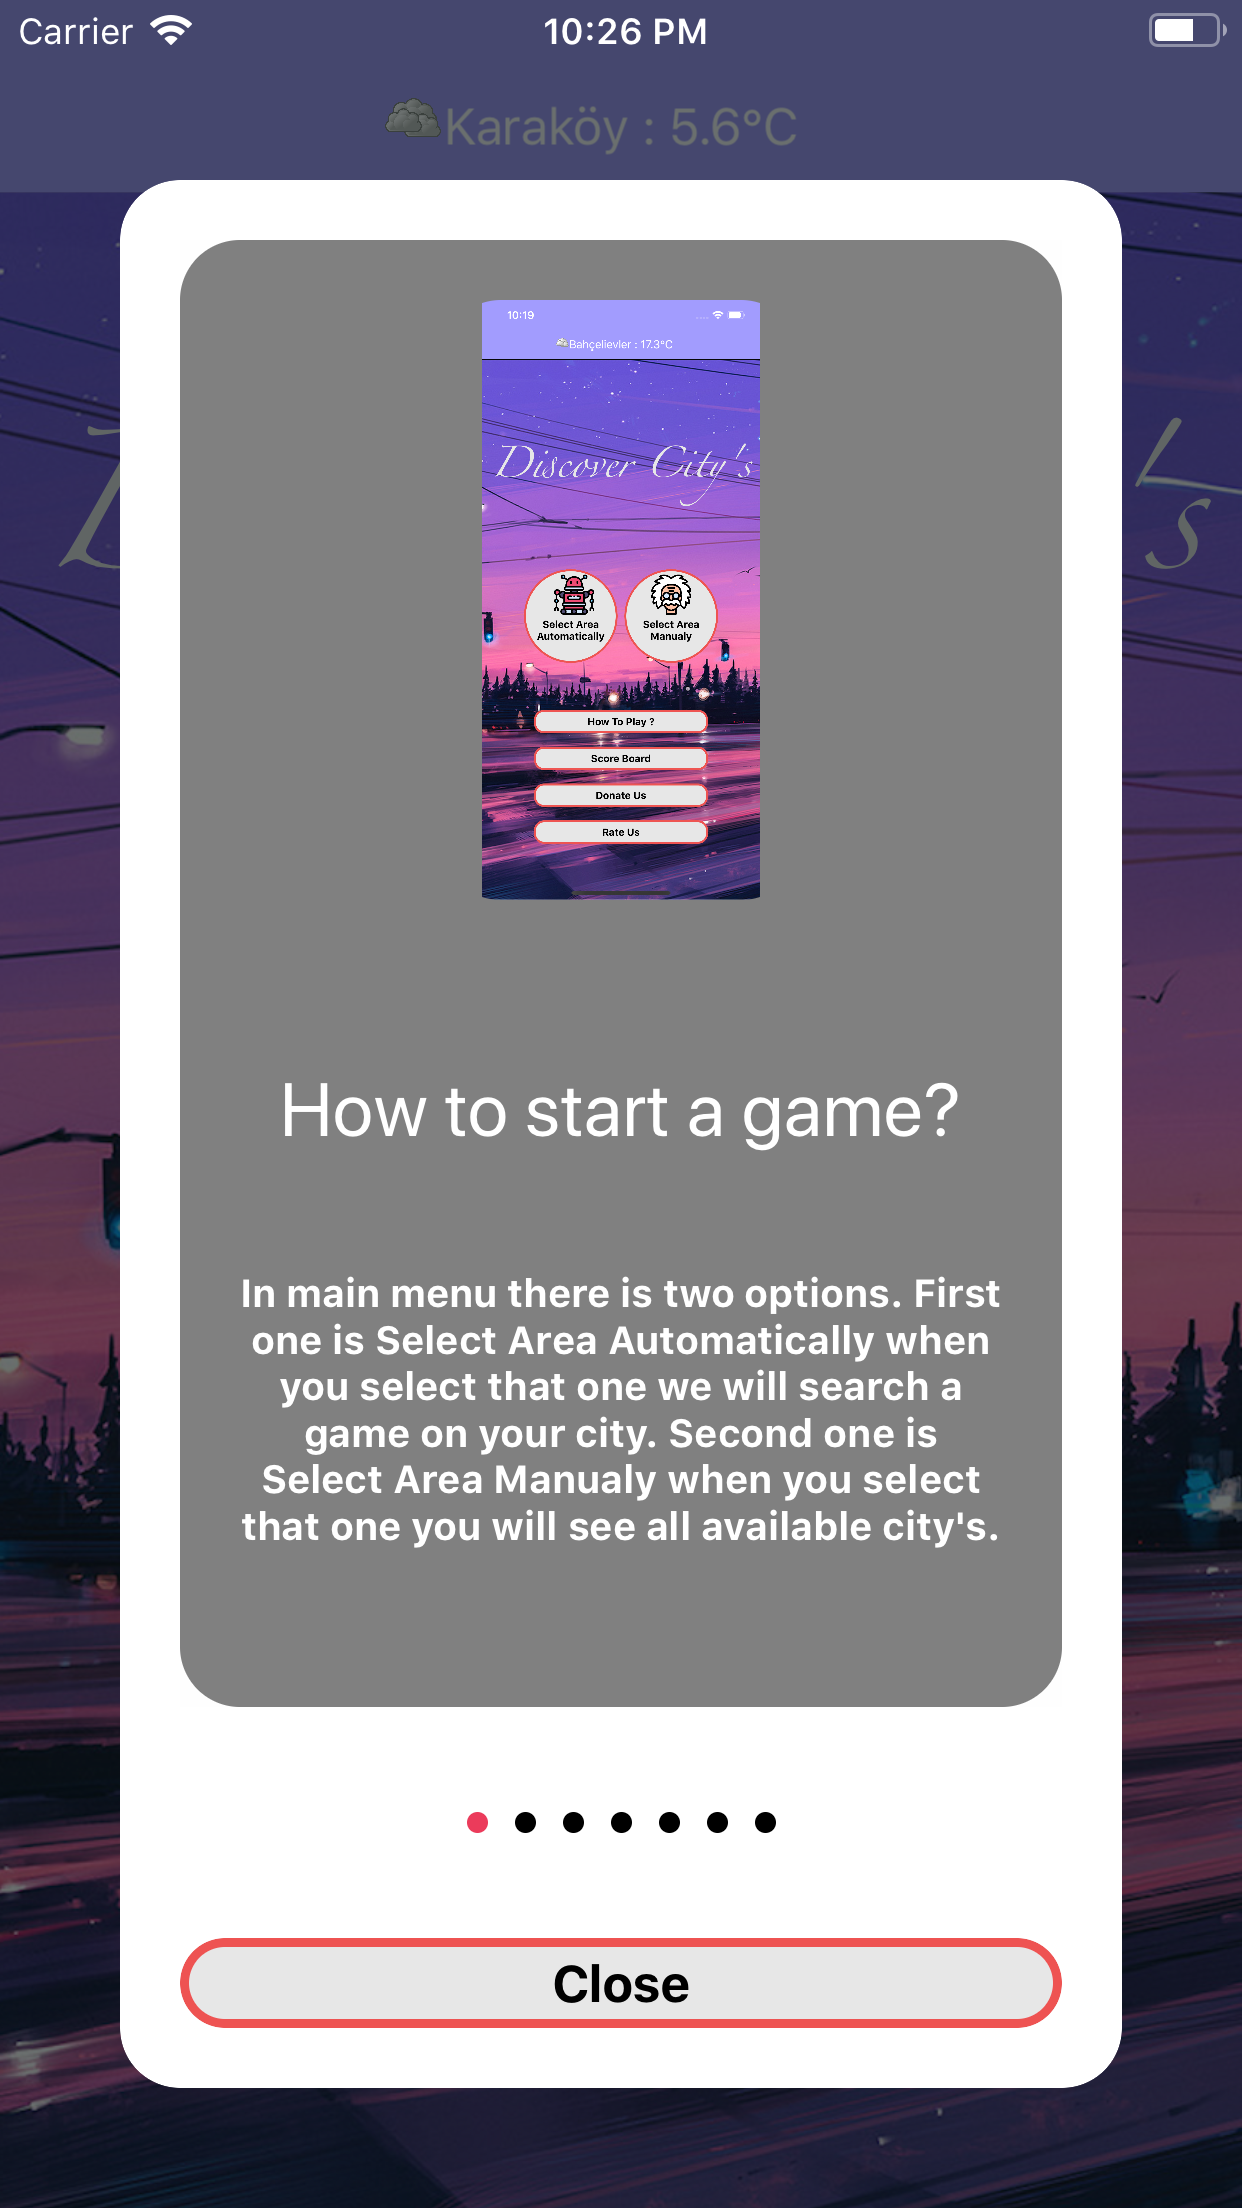 Carrier 10:26 PM
Karaköy : 5.6°C
10:19
Bahçelievler : 17.3°C
Discover City's
Select Area
Automatically
Select Area
Manualy
How To Play ?
Score Board
Donate Us
Rate Us
How to start a game?
In main menu there is two options. First
one is Select Area Automatically when
you select that one we will search a
game on your city. Second one is
Select Area Manualy when you select
that one you will see all available city's.
Close